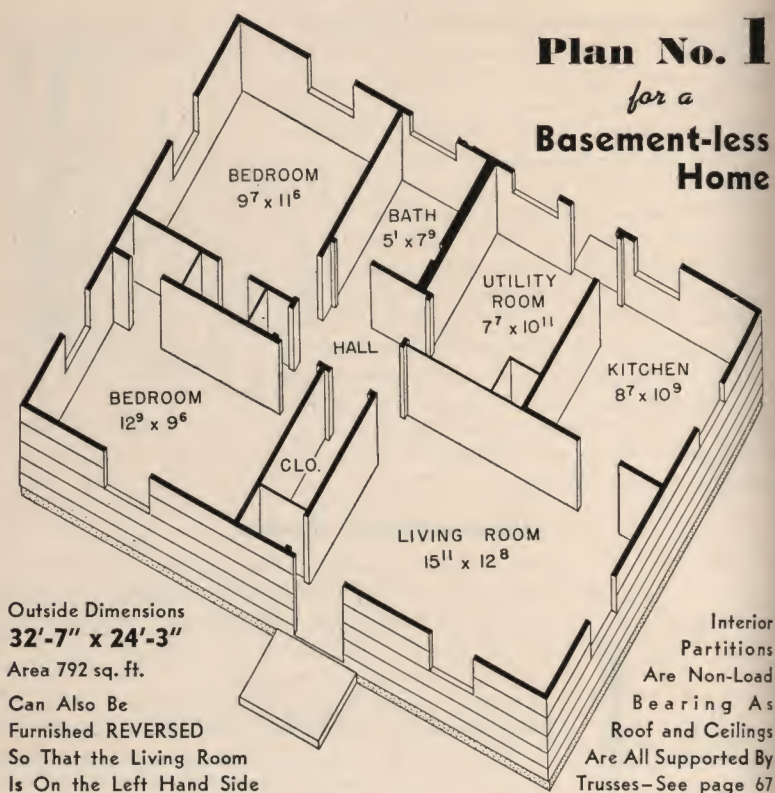 Plan No. 1
for a
Basement-less
Home
BEDROOM
9⁷ x 11⁶
BATH
5¹ x 7⁹
UTILITY
ROOM
7⁷ x 10¹¹
KITCHEN
8⁷ x 10⁹
HALL
BEDROOM
12⁹ x 9⁶
CLO.
LIVING ROOM
15¹¹ x 12⁸
Outside Dimensions
32'-7" x 24'-3"
Area 792 sq. ft.
Can Also Be
Furnished REVERSED
So That the Living Room
Is On the Left Hand Side
Interior
Partitions
Are Non-Load
Bearing As
Roof and Ceilings
Are All Supported By
Trusses–See page 67